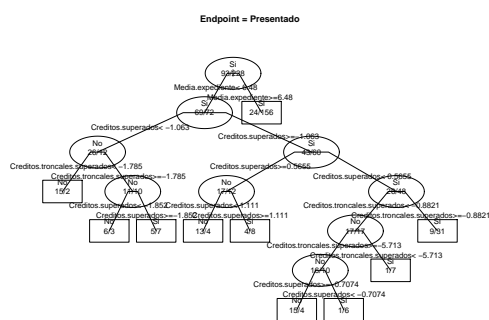 Endpoint = Presentado
Si
93/228
Media.expediente< 6.48
Media.expediente>=6.48
Si
69/72
Si
24/156
Creditos.superados< −1.063
Creditos.superados>=−1.063
No
26/12
Si
43/60
Creditos.troncales.superados< −1.785
Creditos.troncales.superados>=−1.785
Creditos.superados>=0.5655
Creditos.superados< 0.5655
No
15/2
No
11/10
No
17/12
Si
26/48
Creditos.superados< −1.852
Creditos.superados>=−1.852
Creditos.superados< 1.111
Creditos.superados>=1.111
Creditos.troncales.superados< −0.8821
Creditos.troncales.superados>=−0.8821
No
6/3
Si
5/7
No
13/4
Si
4/8
No
17/17
Si
9/31
Creditos.troncales.superados>=−5.713
Creditos.troncales.superados< −5.713
No
16/10
Si
1/7
Creditos.superados>=−0.7074
Creditos.superados< −0.7074
No
15/4
Si
1/6